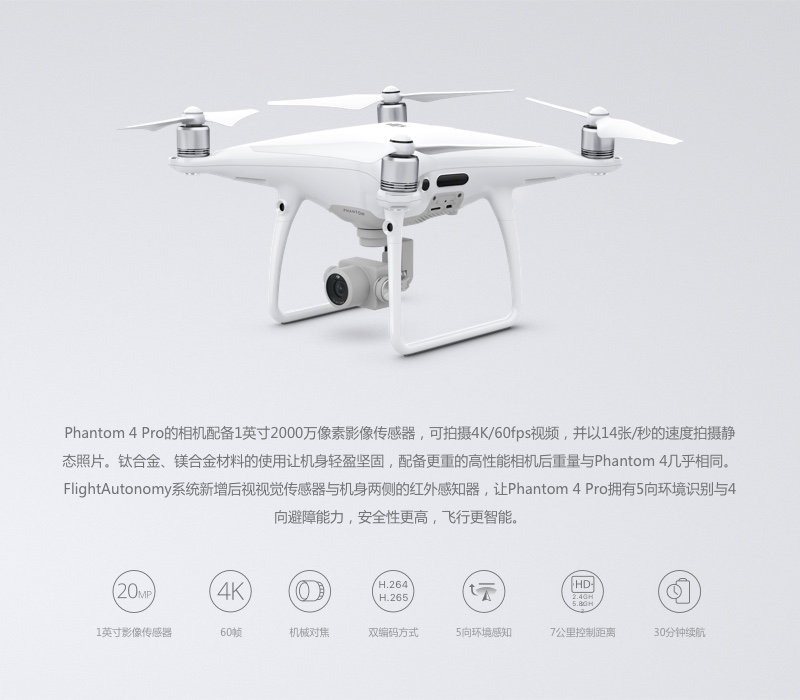 PHANTOM
Phantom 4 Pro的相机配备1英寸2000万像素影像传感器，可拍摄4K/60fps视频，并以14张/秒的速度拍摄静
态照片。钛合金、镁合金材料的使用让机身轻盈坚固，配备更重的高性能相机后重量与Phantom 4几乎相同。
FlightAutonomy系统新增后视视觉传感器与机身两侧的红外感知器，让Phantom 4 Pro拥有5向环境识别与4
向避障能力，安全性更高，飞行更智能。
20MP
4K
H.264
H.265
HD
2.4GH
5.8GH
z
1英寸影像传感器
60帧
机械对焦
双编码方式
5向环境感知
7公里控制距离
30分钟续航